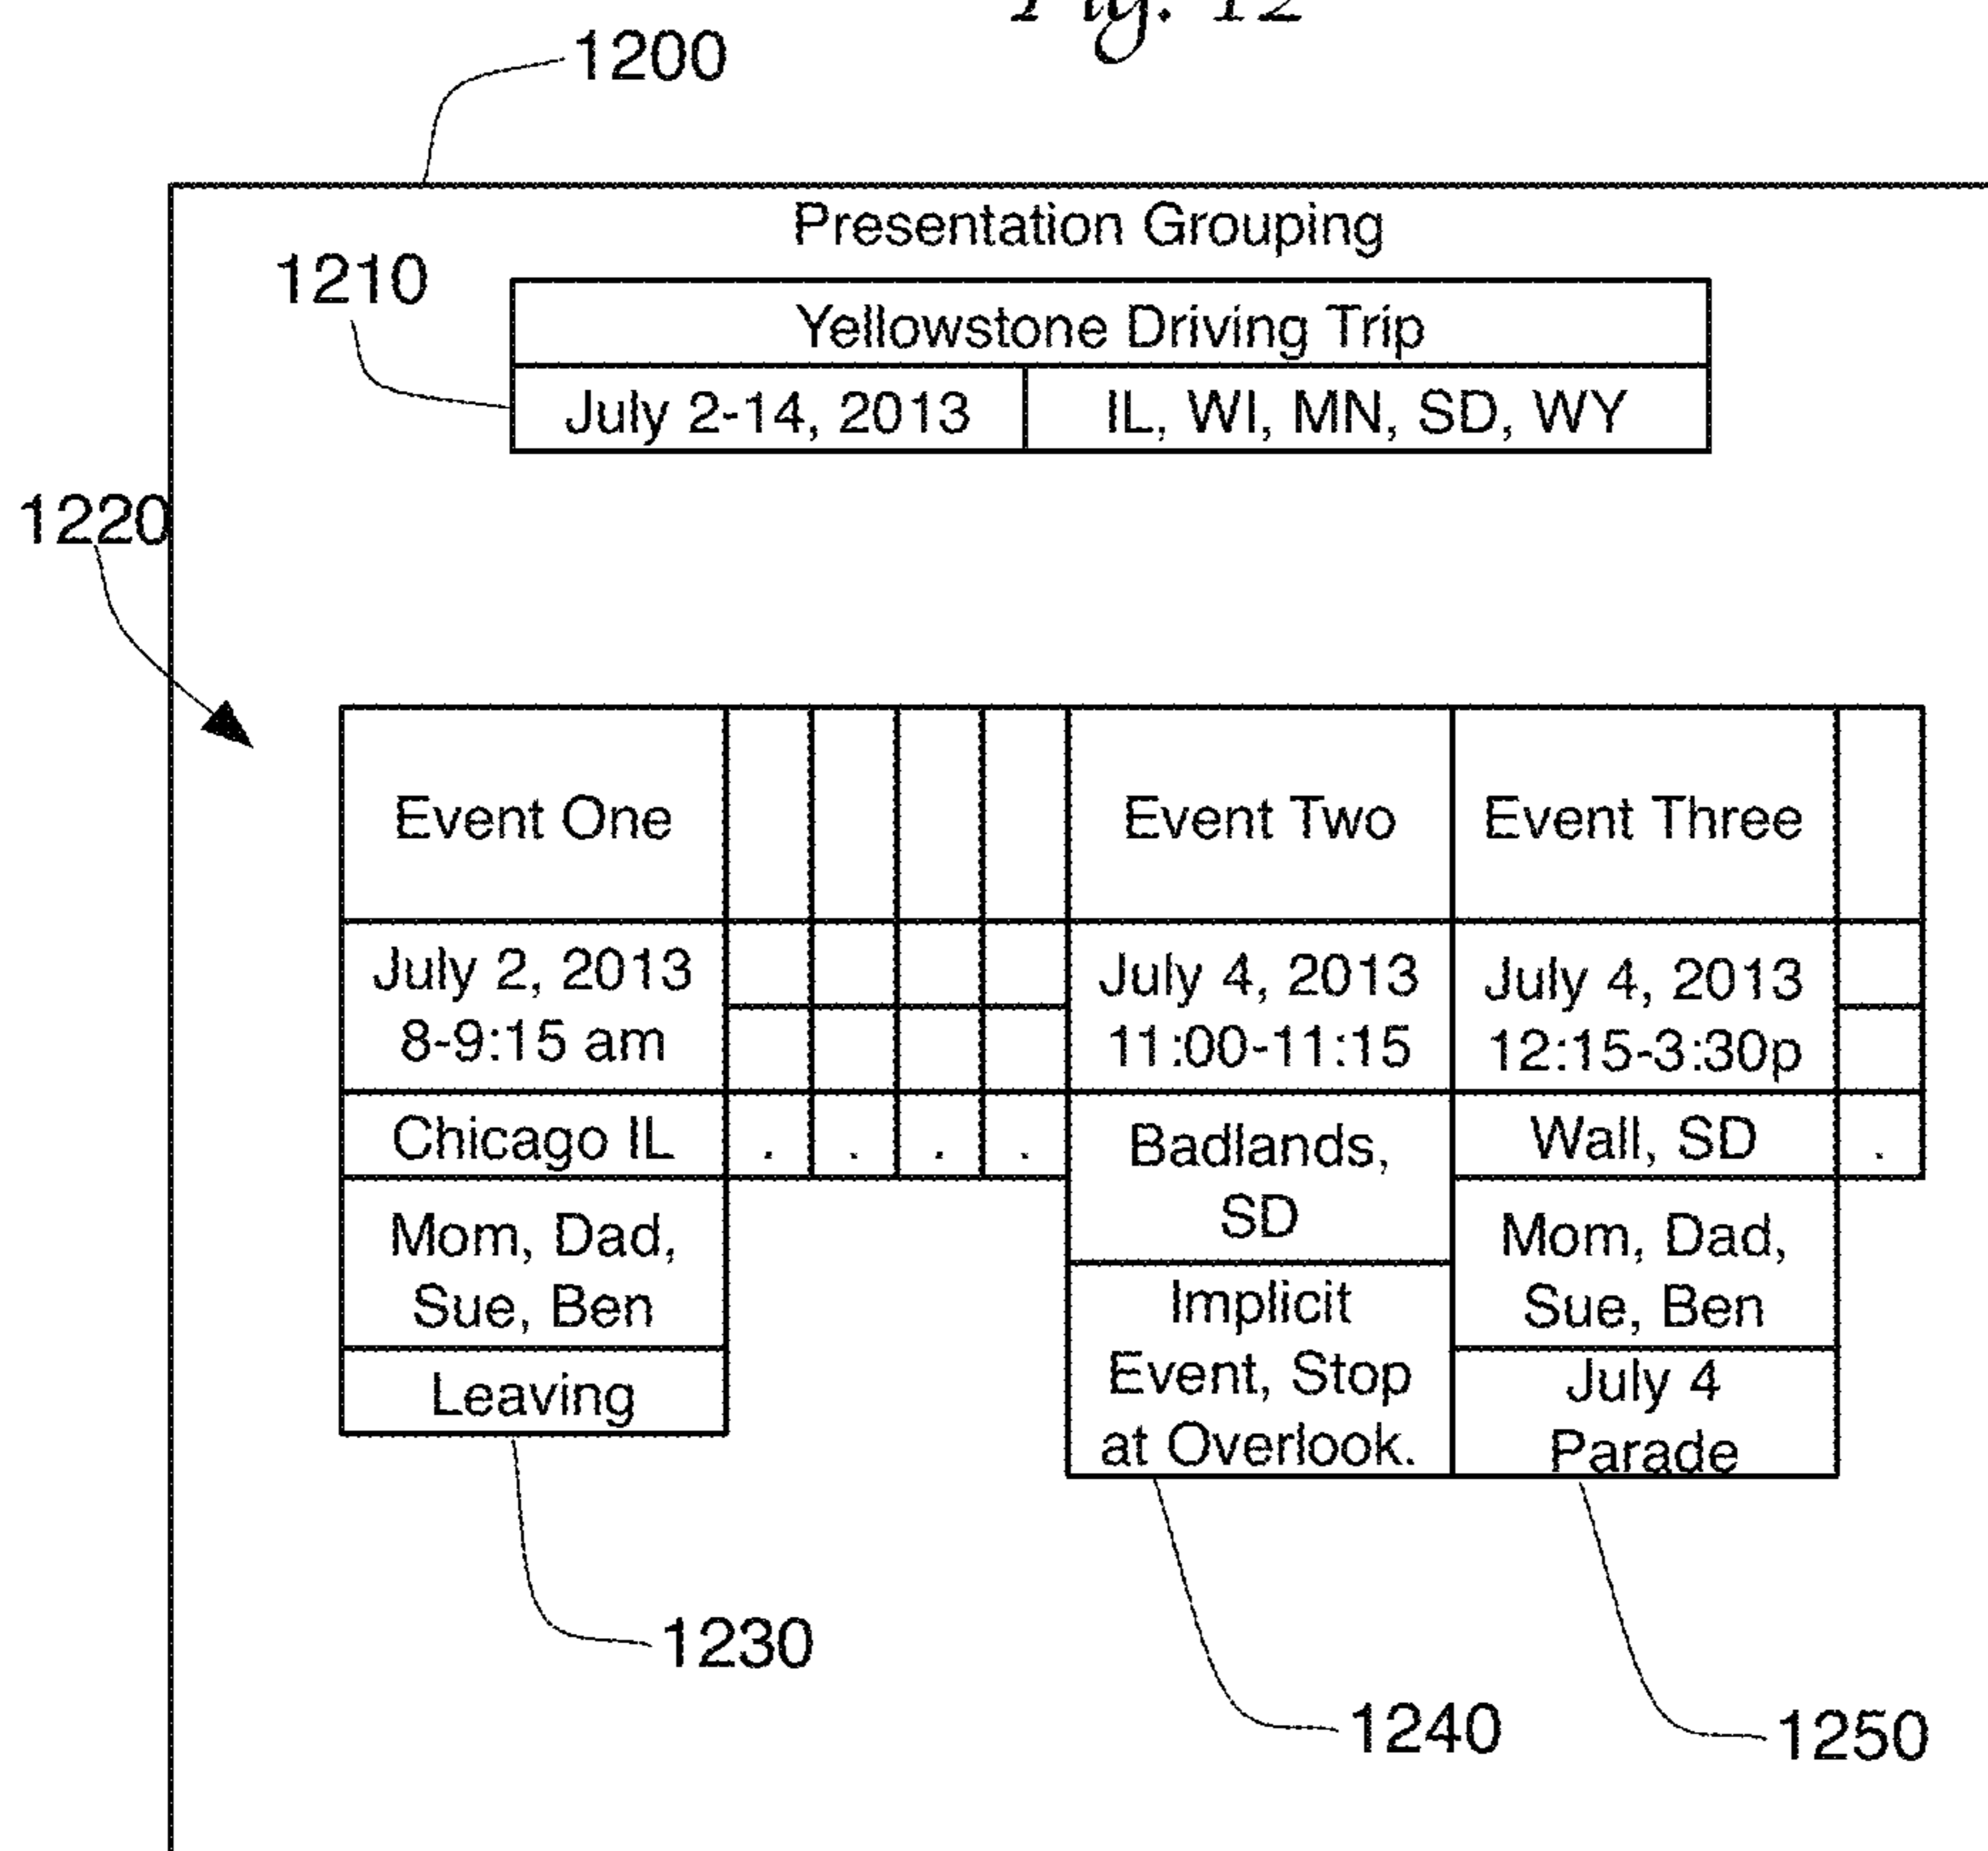 Fig. 12
1200
Presentation Grouping
1210
Yellowstone Driving Trip
July 2-14, 2013
IL, WI, MN, SD, WY
1220
Event One
Event Two
Event Three
July 2, 2013
8-9:15 am
July 4, 2013
11:00-11:15
July 4, 2013
12:15-3:30p
Chicago IL
. . . .
Badlands,
SD
Wall, SD
.
Mom, Dad,
Sue, Ben
Leaving
Implicit
Event, Stop
at Overlook.
Mom, Dad,
Sue, Ben
July 4
Parade
1230
1240
1250